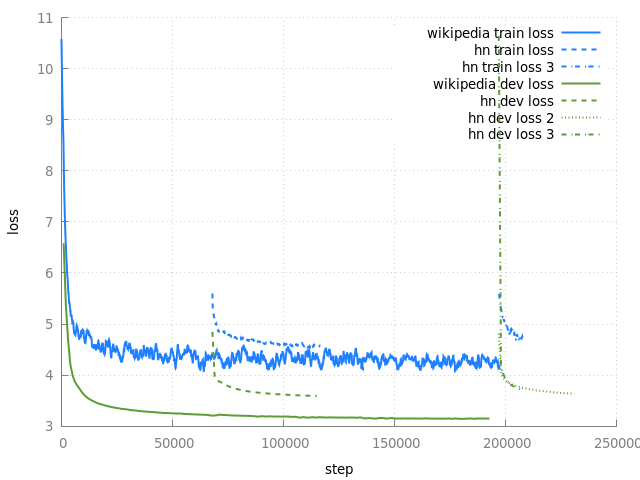 11
10
9
8
7
6
5
4
3
loss
wikipedia train loss
hn train loss
hn train loss 3
wikipedia dev loss
hn dev loss
hn dev loss 2
hn dev loss 3
0
50000
100000
150000
200000
250000
step